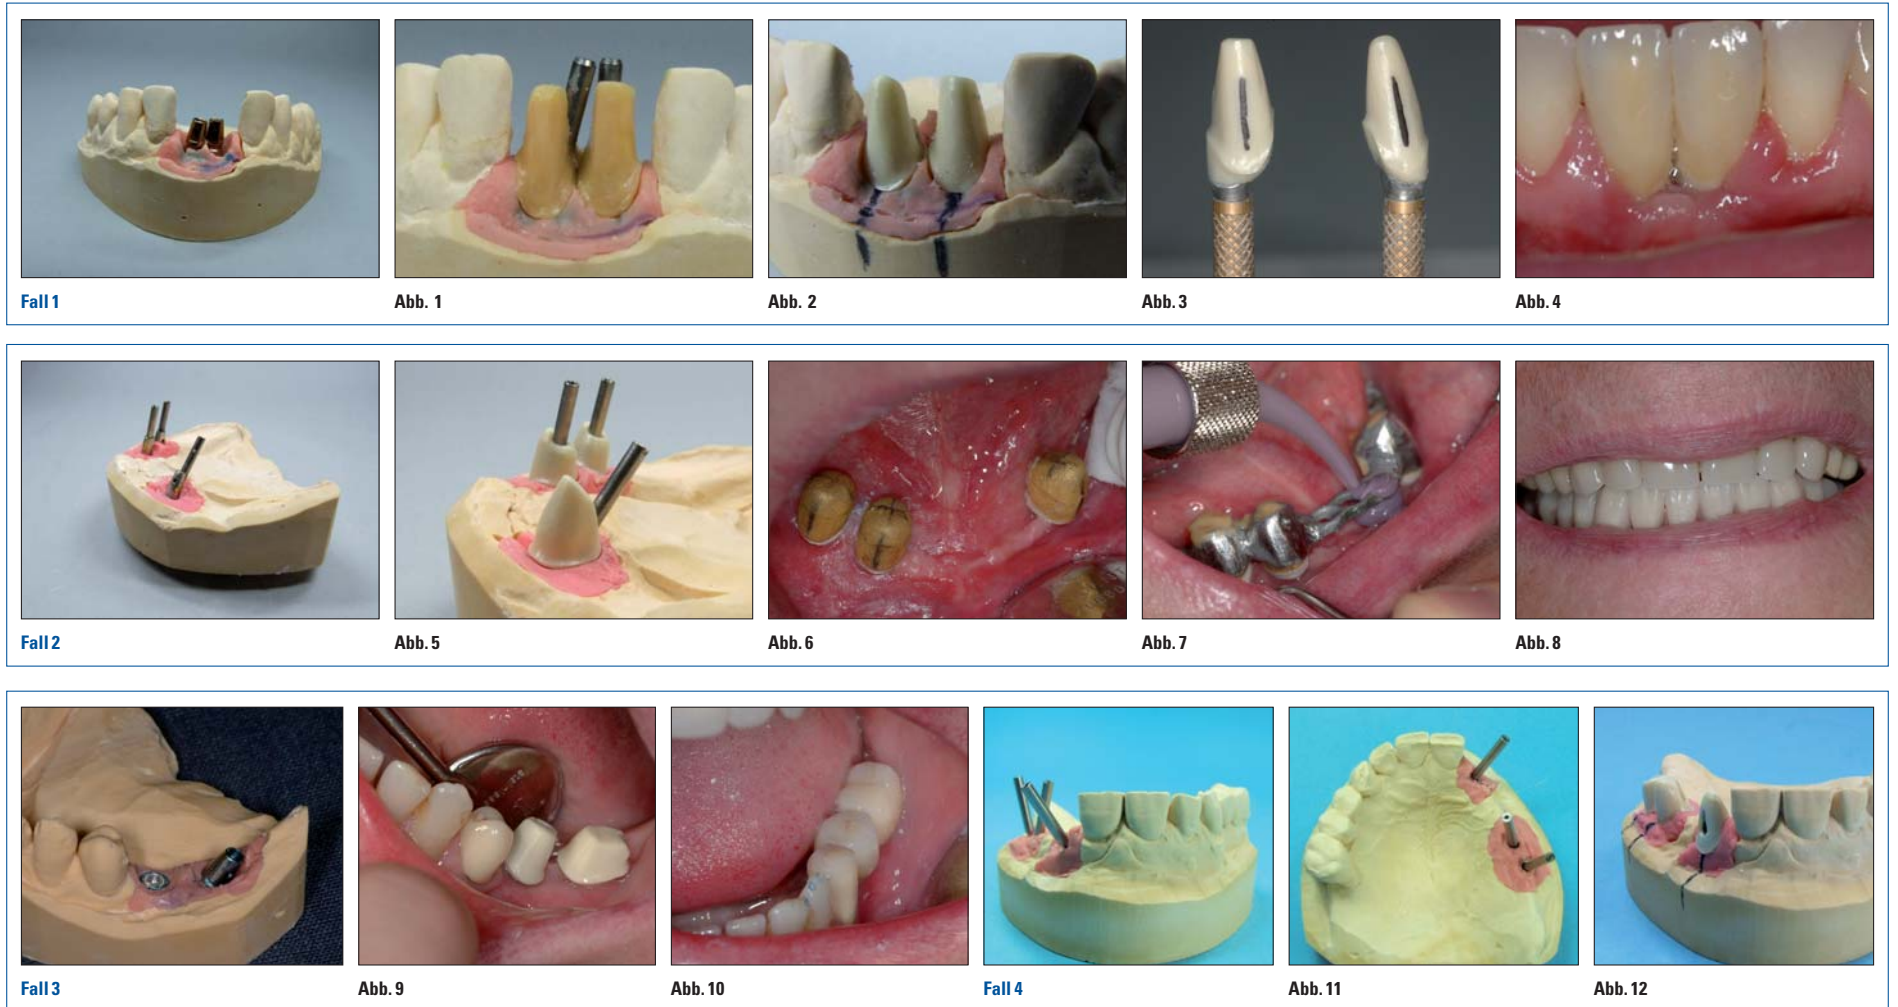 Fall 1
Abb. 1
Abb. 2
Abb. 3
Abb. 4
Fall 2
Abb. 5
Abb. 6
Abb. 7
Abb. 8
Fall 3
Abb. 9
Abb. 10
Fall 4
Abb. 11
Abb. 12